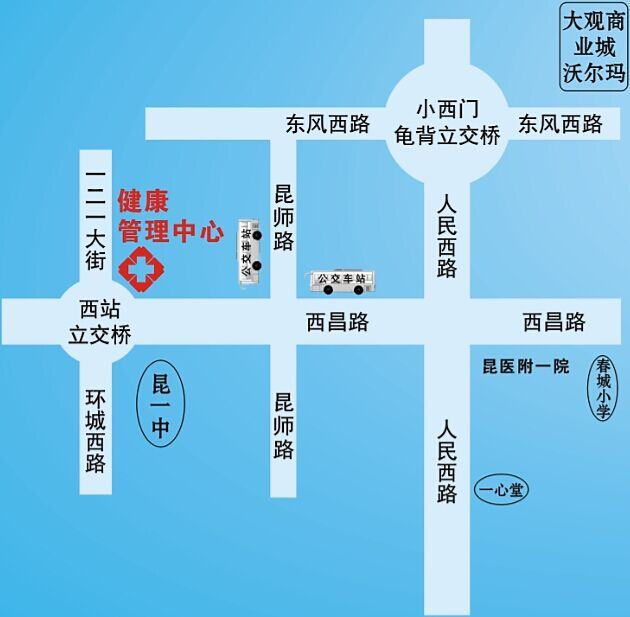 大观商
业城
沃尔玛
小西门
龟背立交桥
东风西路
东风西路
一二一大街
健康
管理中心
昆师路
公交车站
公交车站
人民西路
西站
立交桥
西昌路
西昌路
昆医附一院
春城小学
环城西路
昆一中
昆师路
人民西路
一心堂